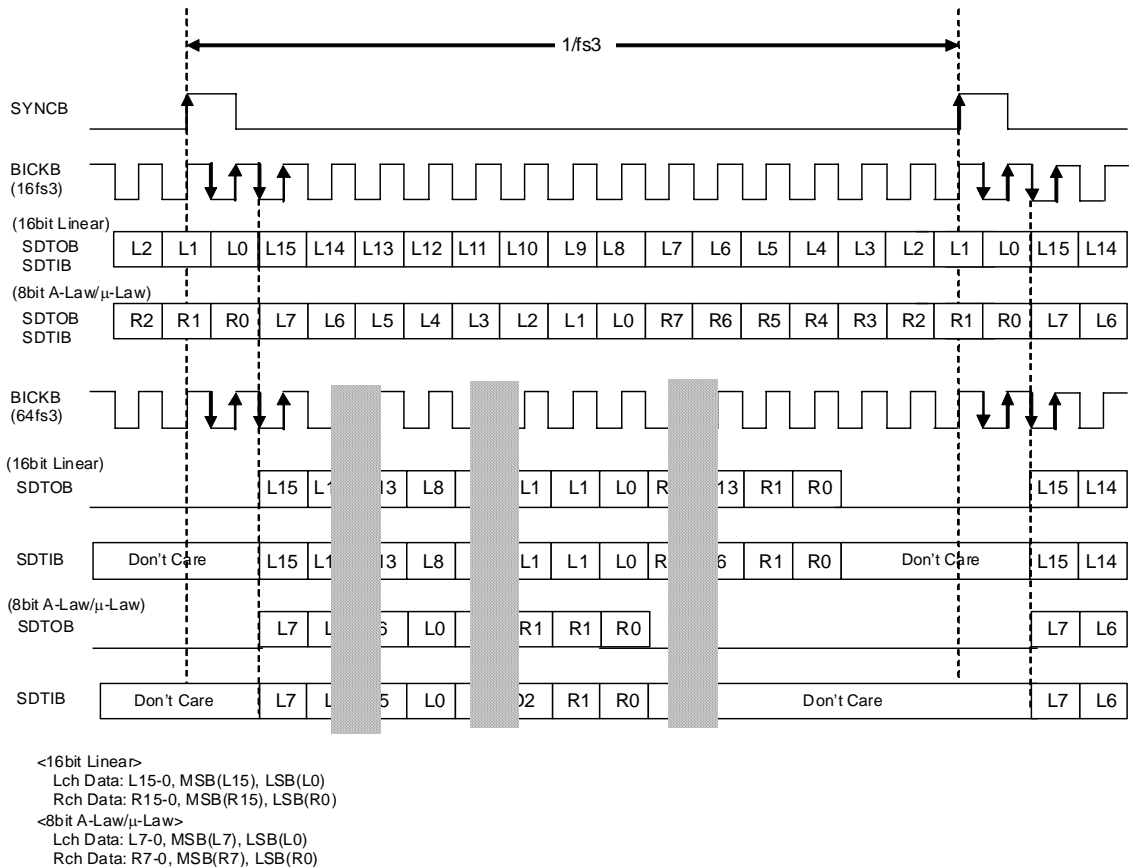 1/fs3
SYNCB
BICKB
(16fs3)
(16bit Linear)
SDTOB
SDTIB
L2 L1 L0 L15 L14 L13 L12 L11 L10 L9 L8 L7 L6 L5 L4 L3 L2 L1 L0 L15 L14
(8bit A-Law/μ-Law)
SDTOB
SDTIB
R2 R1 R0 L7 L6 L5 L4 L3 L2 L1 L0 R7 R6 R5 R4 R3 R2 R1 R0 L7 L6
BICKB
(64fs3)
(16bit Linear)
SDTOB L15 L8 L1 L1 L0 R1 R0 L15 L14
SDTIB Don't Care L15 L8 L1 L1 L0 R1 R0 Don't Care L15 L14
(8bit A-Law/μ-Law)
SDTOB L7 L0 R1 R1 R0 L7 L6
SDTIB Don't Care L7 L0 R1 R0 Don't Care L7 L6
<16bit Linear>
Lch Data: L15-0, MSB(L15), LSB(L0)
Rch Data: R15-0, MSB(R15), LSB(R0)
<8bit A-Law/μ-Law>
Lch Data: L7-0, MSB(L7), LSB(L0)
Rch Data: R7-0, MSB(R7), LSB(R0)